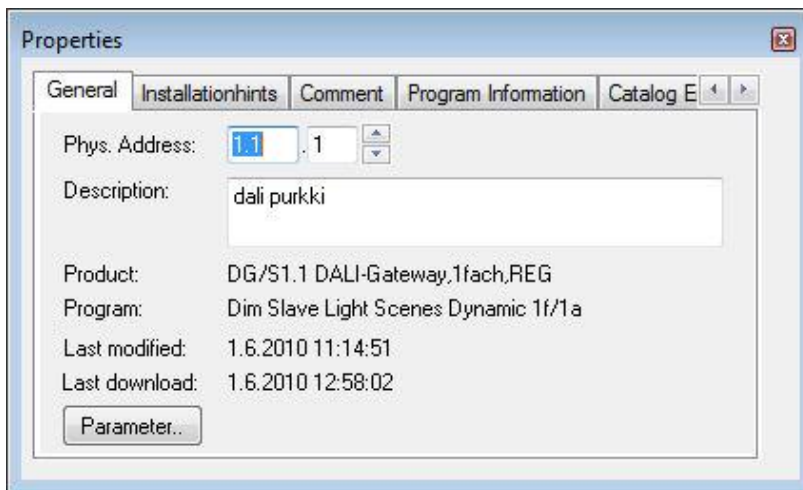 Properties
General Installationhints Comment Program Information Catalog E
Phys. Address: 1.1 . 1
Description: dali purkki
Product: DG/S1.1 DALI-Gateway,1fach,REG
Program: Dim Slave Light Scenes Dynamic 1f/1a
Last modified: 1.6.2010 11:14:51
Last download: 1.6.2010 12:58:02
Parameter..